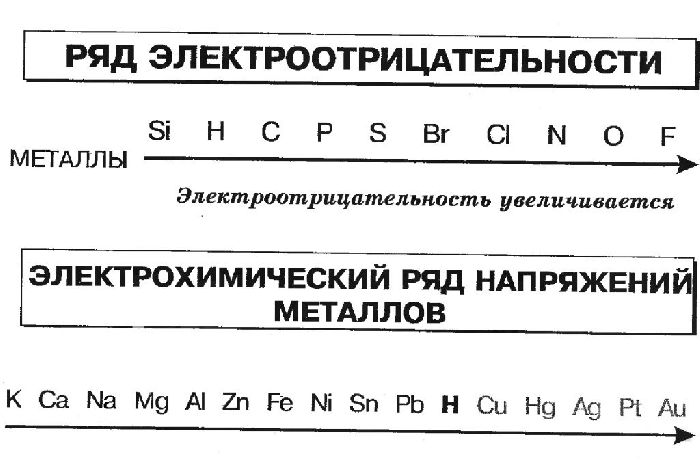 РЯД ЭЛЕКТРООТРИЦАТЕЛЬНОСТИ
Si H C P S Br Cl N O F
МЕТАЛЛЫ
Электроотрицательность увеличивается
ЭЛЕКТРОХИМИЧЕСКИЙ РЯД НАПРЯЖЕНИЙ
МЕТАЛЛОВ
K Ca Na Mg Al Zn Fe Ni Sn Pb H Cu Hg Ag Pt Au